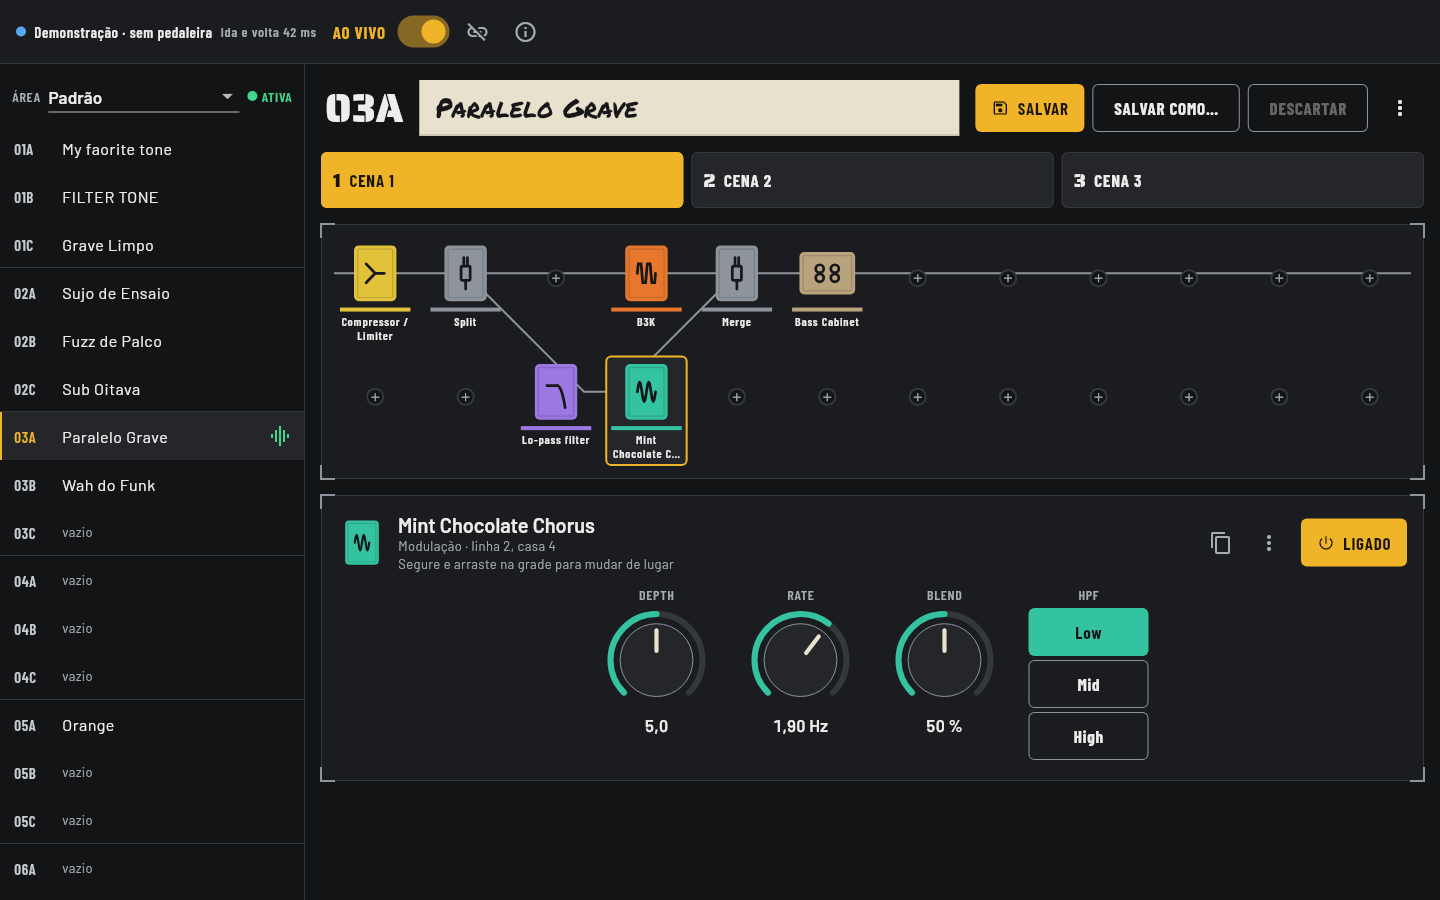 Demonstração · sem pedaleira Ida e volta 42 ms AO VIVO
ÁREA Padrão ATIVA
01A My faorite tone
01B FILTER TONE
01C Grave Limpo
02A Sujo de Ensaio
02B Fuzz de Palco
02C Sub Oitava
03A Paralelo Grave
03B Wah do Funk
03C vazio
04A vazio
04B vazio
04C vazio
05A Orange
05B vazio
05C vazio
06A vazio
03A Paralelo Grave SALVAR SALVAR COMO... DESCARTAR
1 CENA 1 2 CENA 2 3 CENA 3
Compressor /
Limiter
Split
B3K
Merge
Bass Cabinet
Lo-pass filter
Mint
Chocolate C...
Mint Chocolate Chorus
Modulação · linha 2, casa 4
Segure e arraste na grade para mudar de lugar
LIGADO
DEPTH RATE BLEND HPF
Low
Mid
High
5,0 1,90 Hz 50 %